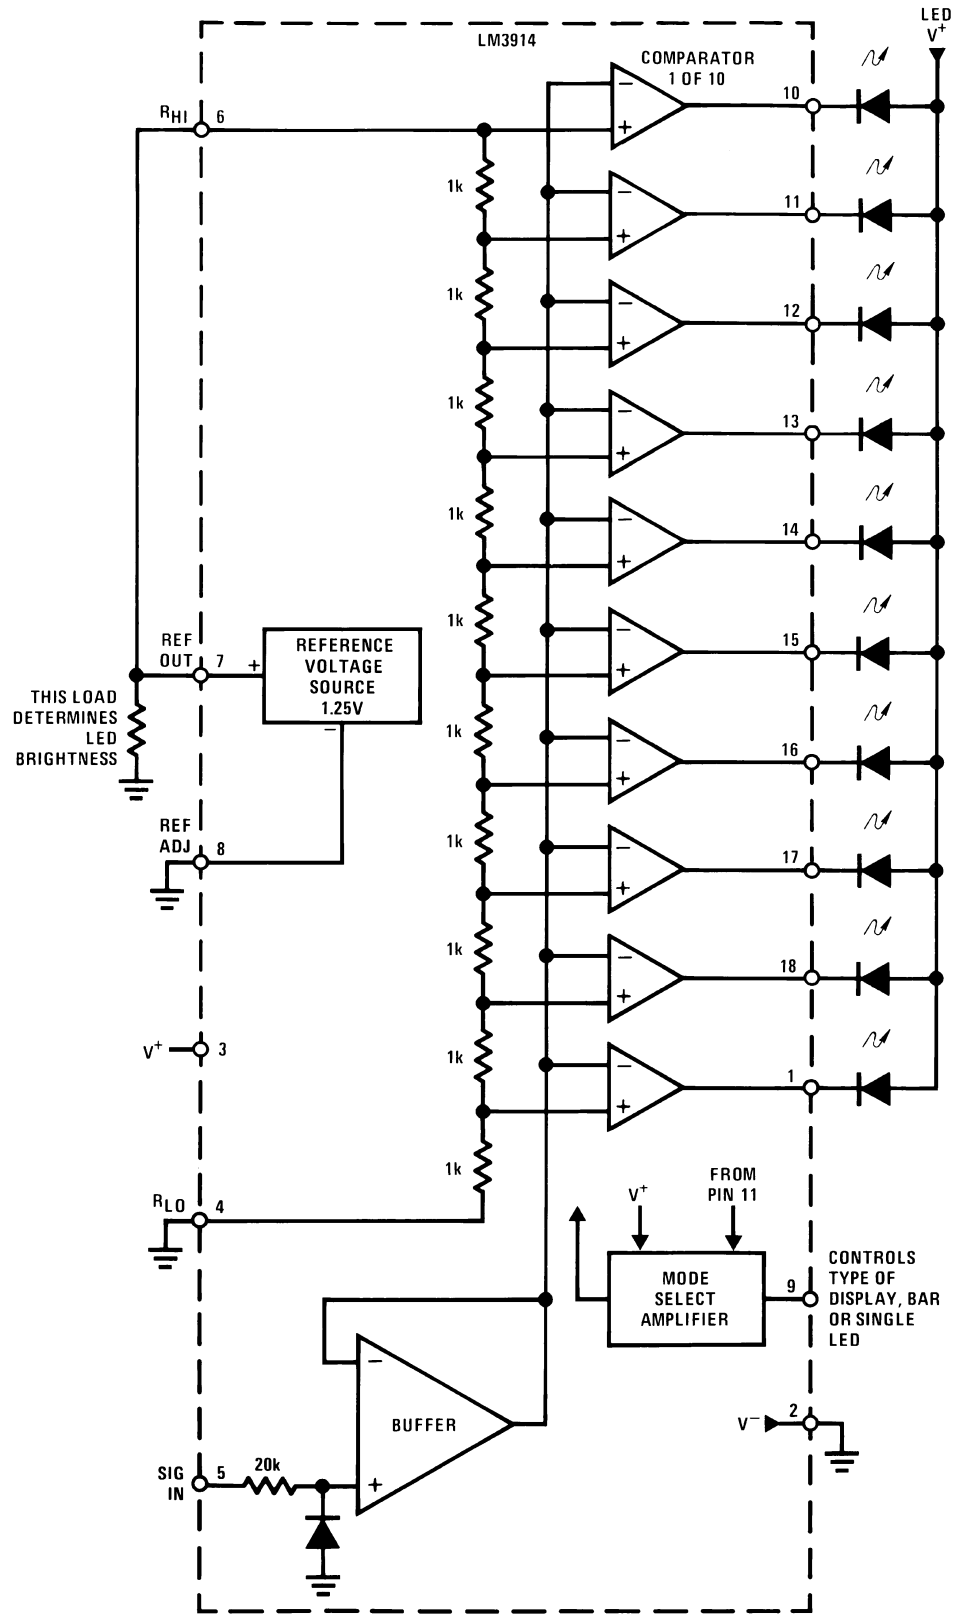 LED
V+
LM3914
COMPARATOR
1 OF 10
−
+
10
RHI
6
1k
−
+
11
1k
−
+
12
1k
−
+
13
1k
−
+
14
1k
−
+
15
REF
OUT
7
+
REFERENCE
VOLTAGE
SOURCE
1.25V
−
THIS LOAD
DETERMINES
LED
BRIGHTNESS
1k
−
+
16
REF
ADJ
8
1k
−
+
17
1k
−
+
18
V+
3
1k
−
+
1
1k
RLO
4
V+
FROM
PIN 11
MODE
SELECT
AMPLIFIER
9
CONTROLS
TYPE OF
DISPLAY, BAR
OR SINGLE
LED
−
BUFFER
+
V−
2
SIG
IN
5
20k